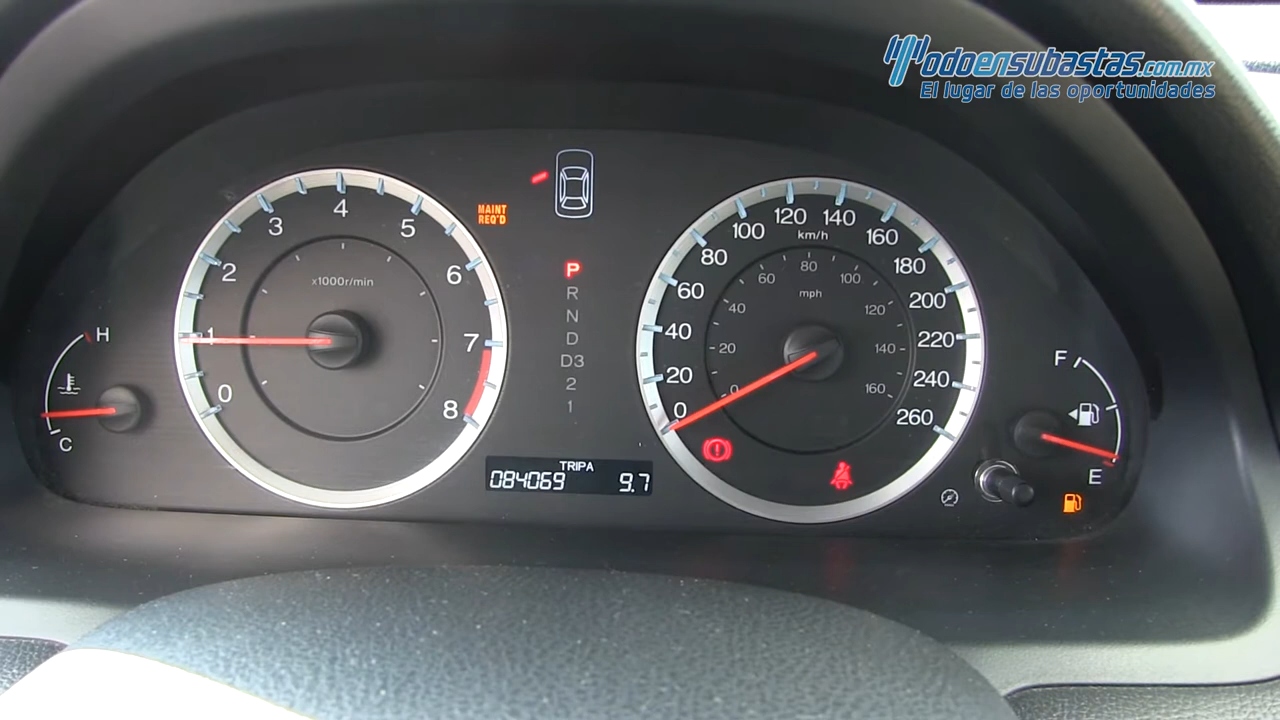 Todoensubastas.com.mx
El lugar de las oportunidades
MAINT
REQ'D
0
1
2
3
4
5
6
7
8
x1000r/min
H
C
P
R
N
D
D3
2
1
TRIP A
084069 9.7
0
20
40
60
80
100
120
140
160
180
200
220
240
260
km/h
0
20
40
60
80
100
120
140
160
mph
F
E